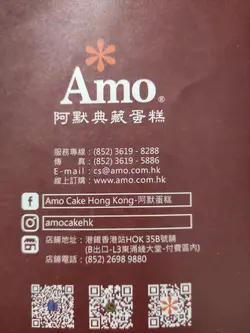 Amo®
阿默典藏蛋糕
服務專線：(852) 3619 - 8288
傳　真：(852) 3619 - 5886
E-mail：cs@amo.com.hk
線上訂購：www.amo.com.hk
Amo Cake Hong Kong-阿默蛋糕
amocakehk
店鋪地址：港鐵香港站HOK 35B號鋪
(B出口-L3東涌綫大堂-付費區內)
店鋪電話：(852) 2698 9880